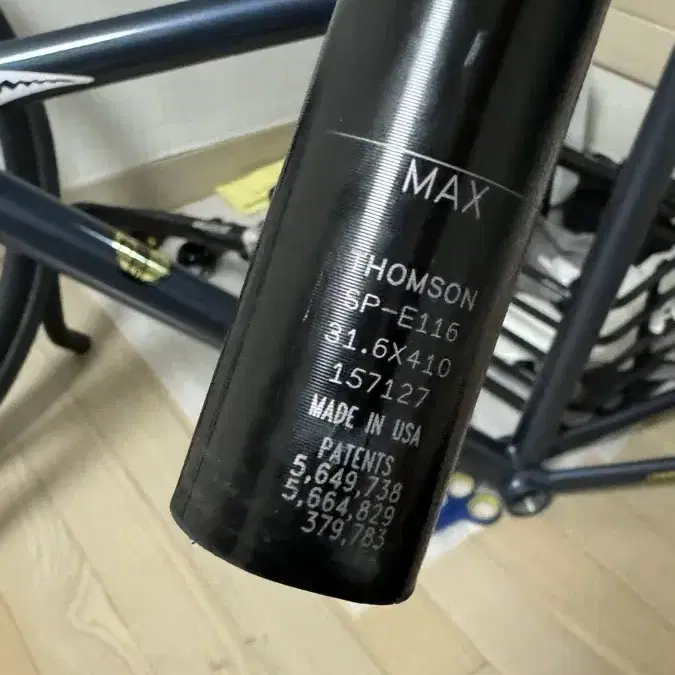 MAX
THOMSON
SP-E116
31.6X410
157127
MADE IN USA
PATENTS
5,649,738
5,664,829
379,783